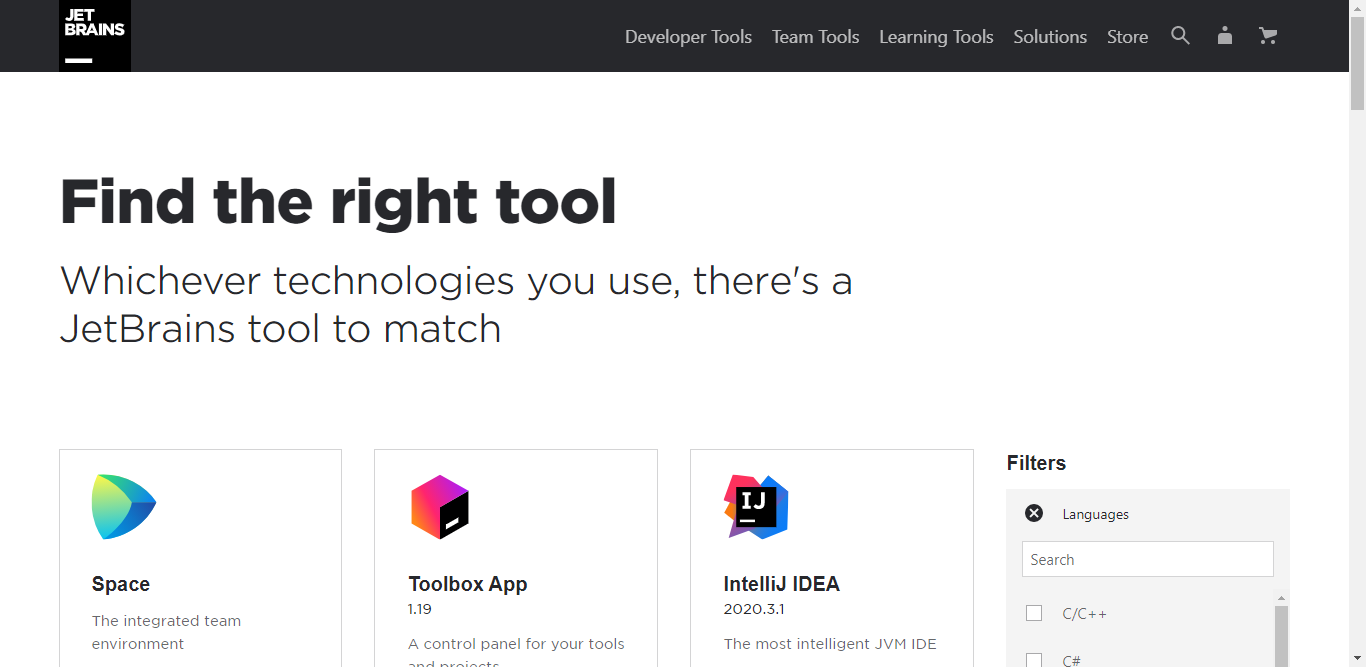 JET
BRAINS
Developer Tools Team Tools Learning Tools Solutions Store
Find the right tool
Whichever technologies you use, there's a
JetBrains tool to match
Space
The integrated team
environment
Toolbox App
1.19
A control panel for your tools
and projects
IJ
IntelliJ IDEA
2020.3.1
The most intelligent JVM IDE
Filters
Languages
Search
C/C++
C#